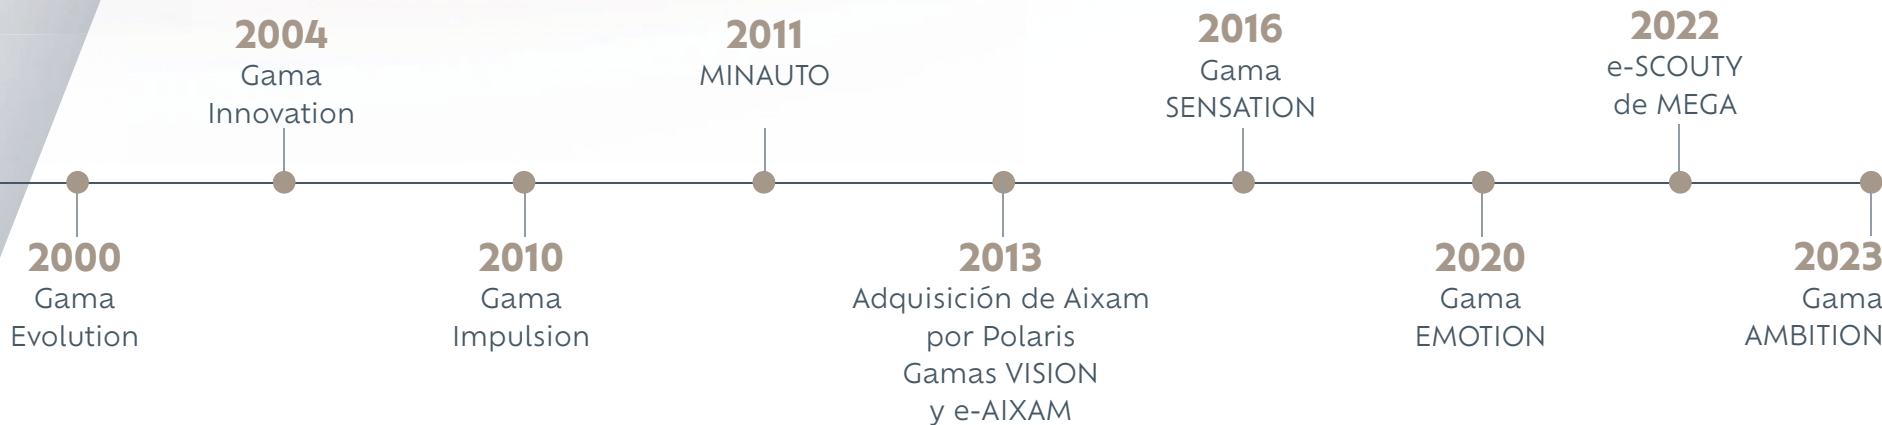 2000
Gama
Evolution
2004
Gama
Innovation
2010
Gama
Impulsion
2011
MINAUTO
2013
Adquisición de Aixam
por Polaris
Gamas VISION
y e-AIXAM
2016
Gama
SENSATION
2020
Gama
EMOTION
2022
e-SCOUTY
de MEGA
2023
Gama
AMBITION